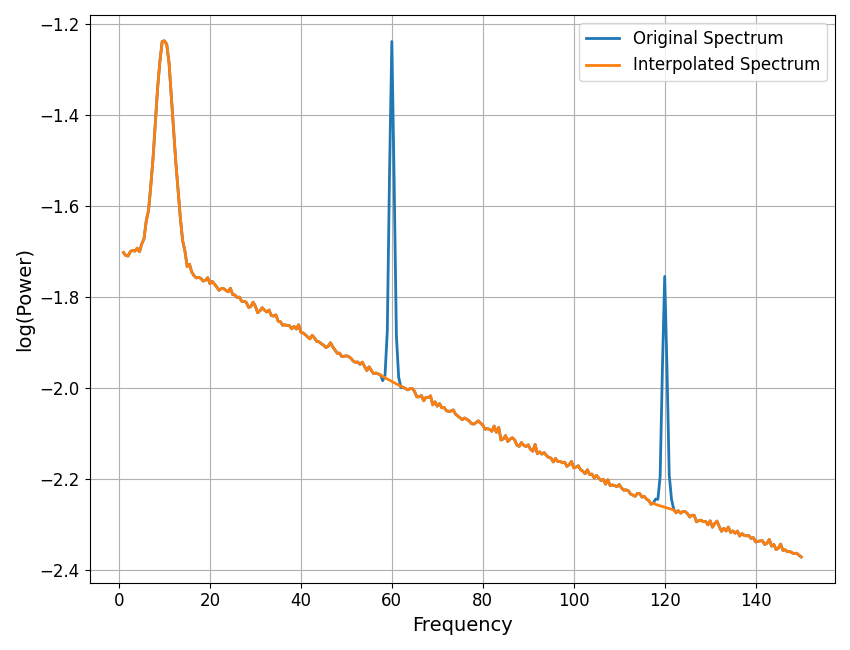 −1.2
−1.4
−1.6
−1.8
−2.0
−2.2
−2.4
log(Power)
Original Spectrum
Interpolated Spectrum
0 20 40 60 80 100 120 140
Frequency